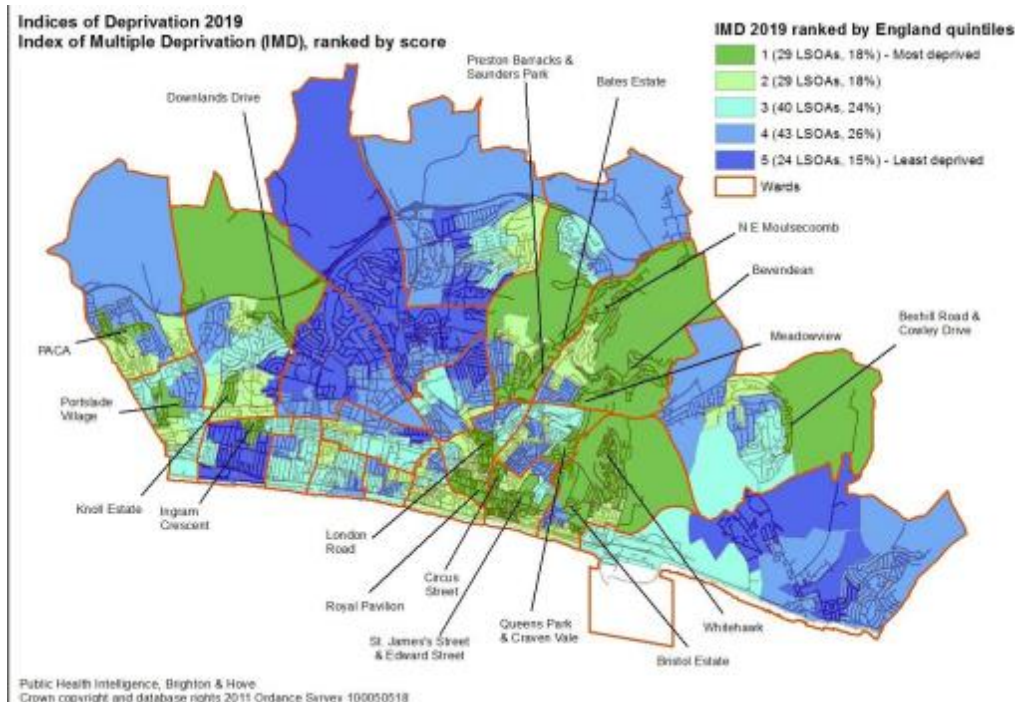 Indices of Deprivation 2019
Index of Multiple Deprivation (IMD), ranked by score
IMD 2019 ranked by England quintiles
1 (29 LSOAs, 18%) - Most deprived
2 (29 LSOAs, 18%)
3 (40 LSOAs, 24%)
4 (43 LSOAs, 26%)
5 (24 LSOAs, 15%) - Least deprived
Wards
Preston Barracks &
Saunders Park
Bates Estate
Downlands Drive
N E Moulsecoomb
Bevendean
Bexhill Road &
Cowley Drive
Meadowview
PACA
Portslade
Village
Knoll Estate
Ingram
Crescent
London
Road
Circus
Street
Royal Pavilion
St. James's Street
& Edward Street
Queens Park
& Craven Vale
Whitehawk
Bristol Estate
Public Health Intelligence, Brighton & Hove
Crown copyright and database rights 2011 Ordance Survey 100050518